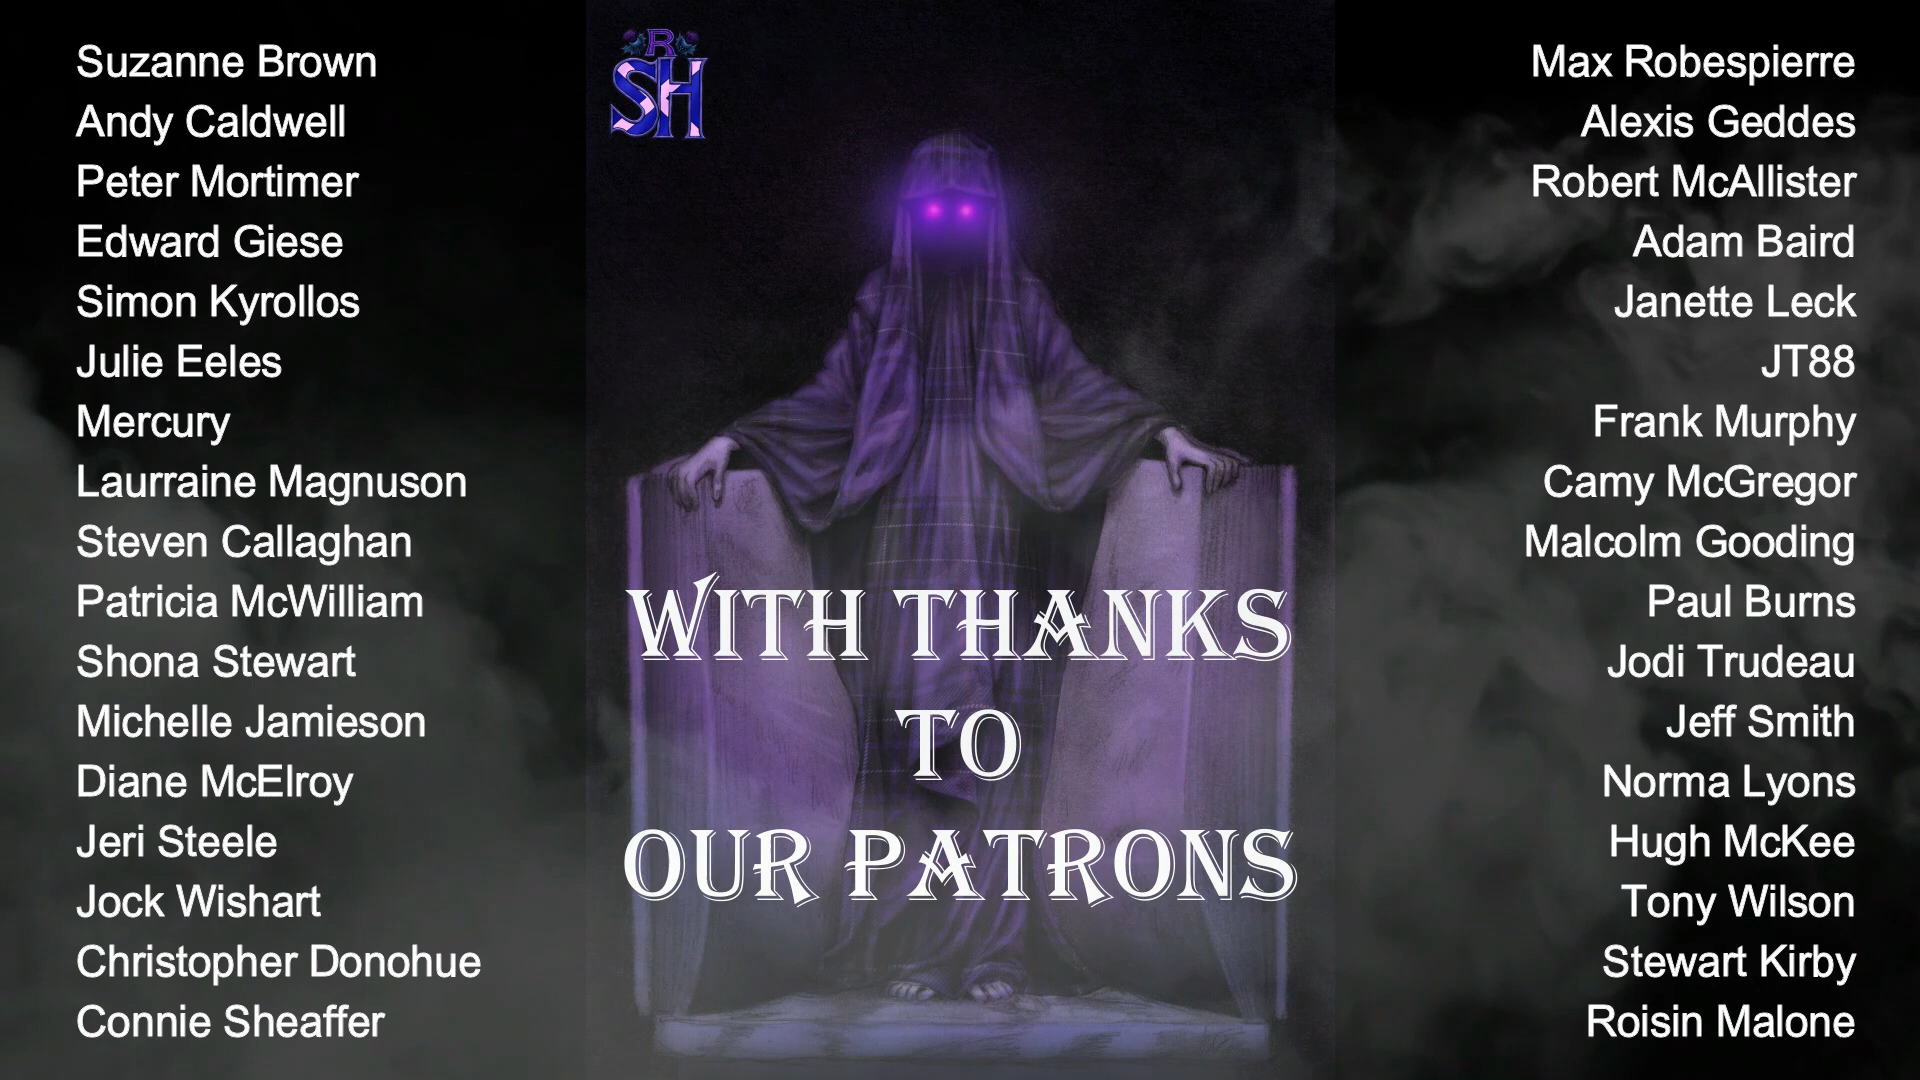 Suzanne Brown
Andy Caldwell
Peter Mortimer
Edward Giese
Simon Kyrollos
Julie Eeles
Mercury
Laurraine Magnuson
Steven Callaghan
Patricia McWilliam
Shona Stewart
Michelle Jamieson
Diane McElroy
Jeri Steele
Jock Wishart
Christopher Donohue
Connie Sheaffer
R
SH
WITH THANKS
TO
OUR PATRONS
Max Robespierre
Alexis Geddes
Robert McAllister
Adam Baird
Janette Leck
JT88
Frank Murphy
Camy McGregor
Malcolm Gooding
Paul Burns
Jodi Trudeau
Jeff Smith
Norma Lyons
Hugh McKee
Tony Wilson
Stewart Kirby
Roisin Malone